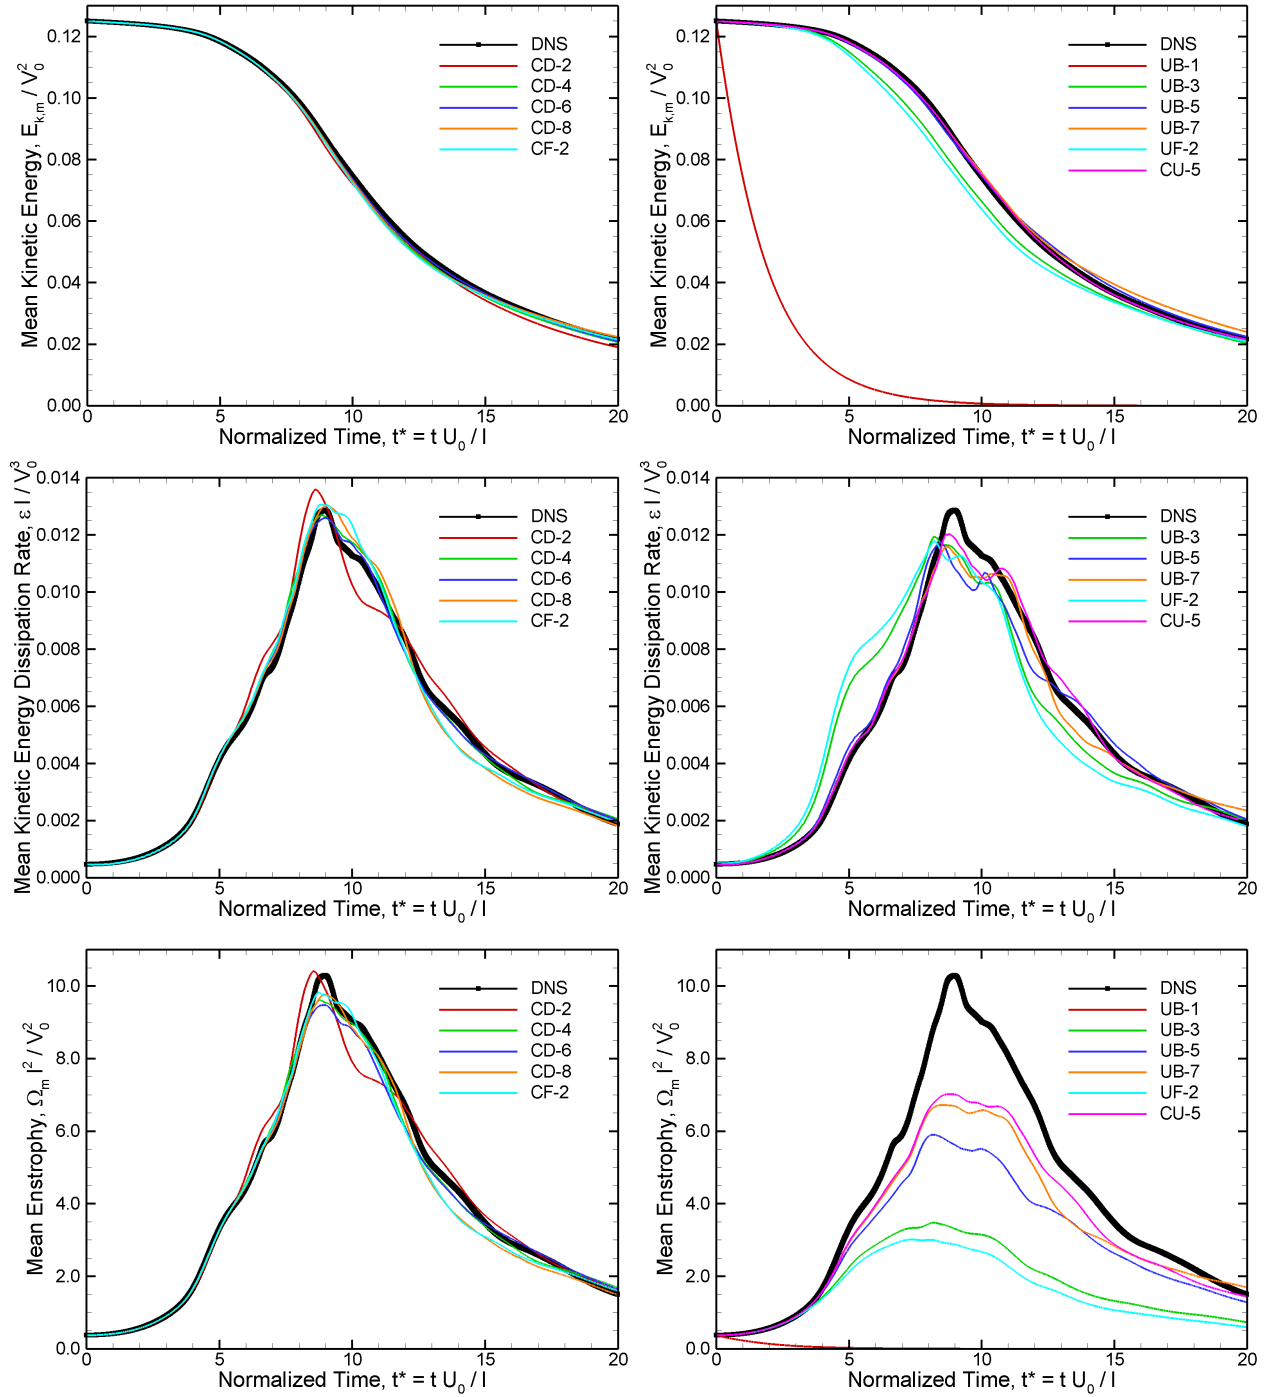 Mean Kinetic Energy, E_k,m / V_0^2
0.12
0.10
0.08
0.06
0.04
0.02
0.00
DNS
CD-2
CD-4
CD-6
CD-8
CF-2
0 5 10 15 20
Normalized Time, t* = t U_0 / l
Mean Kinetic Energy, E_k,m / V_0^2
0.12
0.10
0.08
0.06
0.04
0.02
0.00
DNS
UB-1
UB-3
UB-5
UB-7
UF-2
CU-5
0 5 10 15 20
Normalized Time, t* = t U_0 / l
Mean Kinetic Energy Dissipation Rate, ε l / V_0^3
0.014
0.012
0.010
0.008
0.006
0.004
0.002
0.000
DNS
CD-2
CD-4
CD-6
CD-8
CF-2
0 5 10 15 20
Normalized Time, t* = t U_0 / l
Mean Kinetic Energy Dissipation Rate, ε l / V_0^3
0.014
0.012
0.010
0.008
0.006
0.004
0.002
0.000
DNS
UB-3
UB-5
UB-7
UF-2
CU-5
0 5 10 15 20
Normalized Time, t* = t U_0 / l
Mean Enstrophy, Ω_m l^2 / V_0^2
10.0
8.0
6.0
4.0
2.0
0.0
DNS
CD-2
CD-4
CD-6
CD-8
CF-2
0 5 10 15 20
Normalized Time, t* = t U_0 / l
Mean Enstrophy, Ω_m l^2 / V_0^2
10.0
8.0
6.0
4.0
2.0
0.0
DNS
UB-1
UB-3
UB-5
UB-7
UF-2
CU-5
0 5 10 15 20
Normalized Time, t* = t U_0 / l